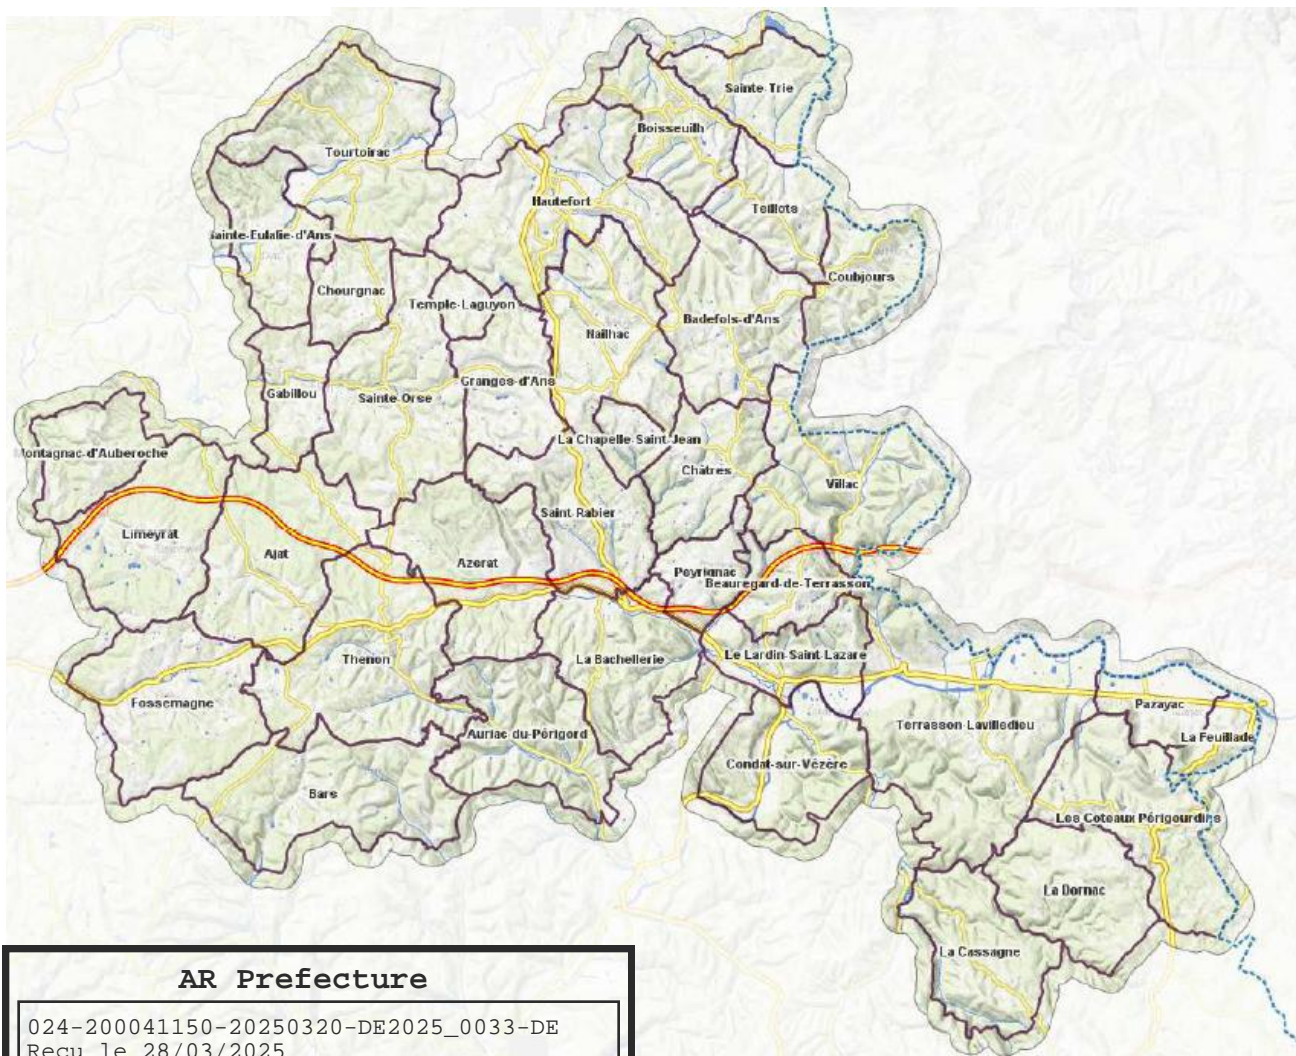 Sainte-Trie
Boisseuilh
Tourtoirac
Hautefort
Teillots
ainte-Eulalie-d'Ans
Coubjours
Chourgnac
Temple-Laguyon
Badefols-d'Ans
Nailhac
Granges-d'Ans
Gabillou
Sainte-Orse
La Chapelle-Saint-Jean
ontagnac-d'Auberoche
Châtres
Villac
Saint-Rabier
Limeyrat
Ajat
Azerat
Peyrignac
Beauregard-de-Terrasson
Thenon
La Bachellerie
Le Lardin-Saint-Lazare
Fossemagne
Pazayac
Terrasson-Lavilledieu
Auriac-du-Périgord
La Feuillade
Condat-sur-Vézère
Bars
Les Coteaux Périgourdins
La Dornac
La Cassagne
AR Prefecture
024-200041150-20250320-DE2025_0033-DE
Reçu le 28/03/2025